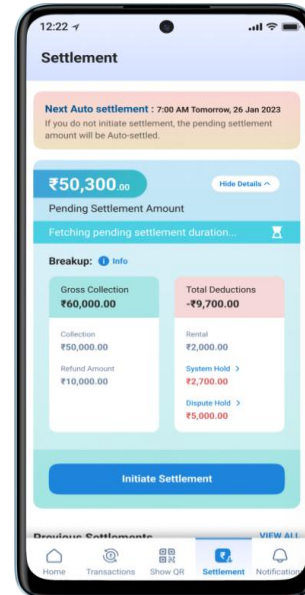 12:22
Settlement
Next Auto settlement : 7:00 AM Tomorrow, 26 Jan 2023
If you do not initiate settlement, the pending settlement
amount will be Auto-settled.
₹50,300.00
Hide Details
Pending Settlement Amount
Fetching pending settlement duration...
Breakup: i Info
Gross Collection
₹60,000.00
Collection
₹50,000.00
Refund Amount
₹10,000.00
Total Deductions
-₹9,700.00
Rental
₹2,000.00
System Hold >
₹2,700.00
Dispute Hold >
₹5,000.00
Initiate Settlement
Previous Settlements VIEW ALL
Home Transactions Show QR Settlement Notification